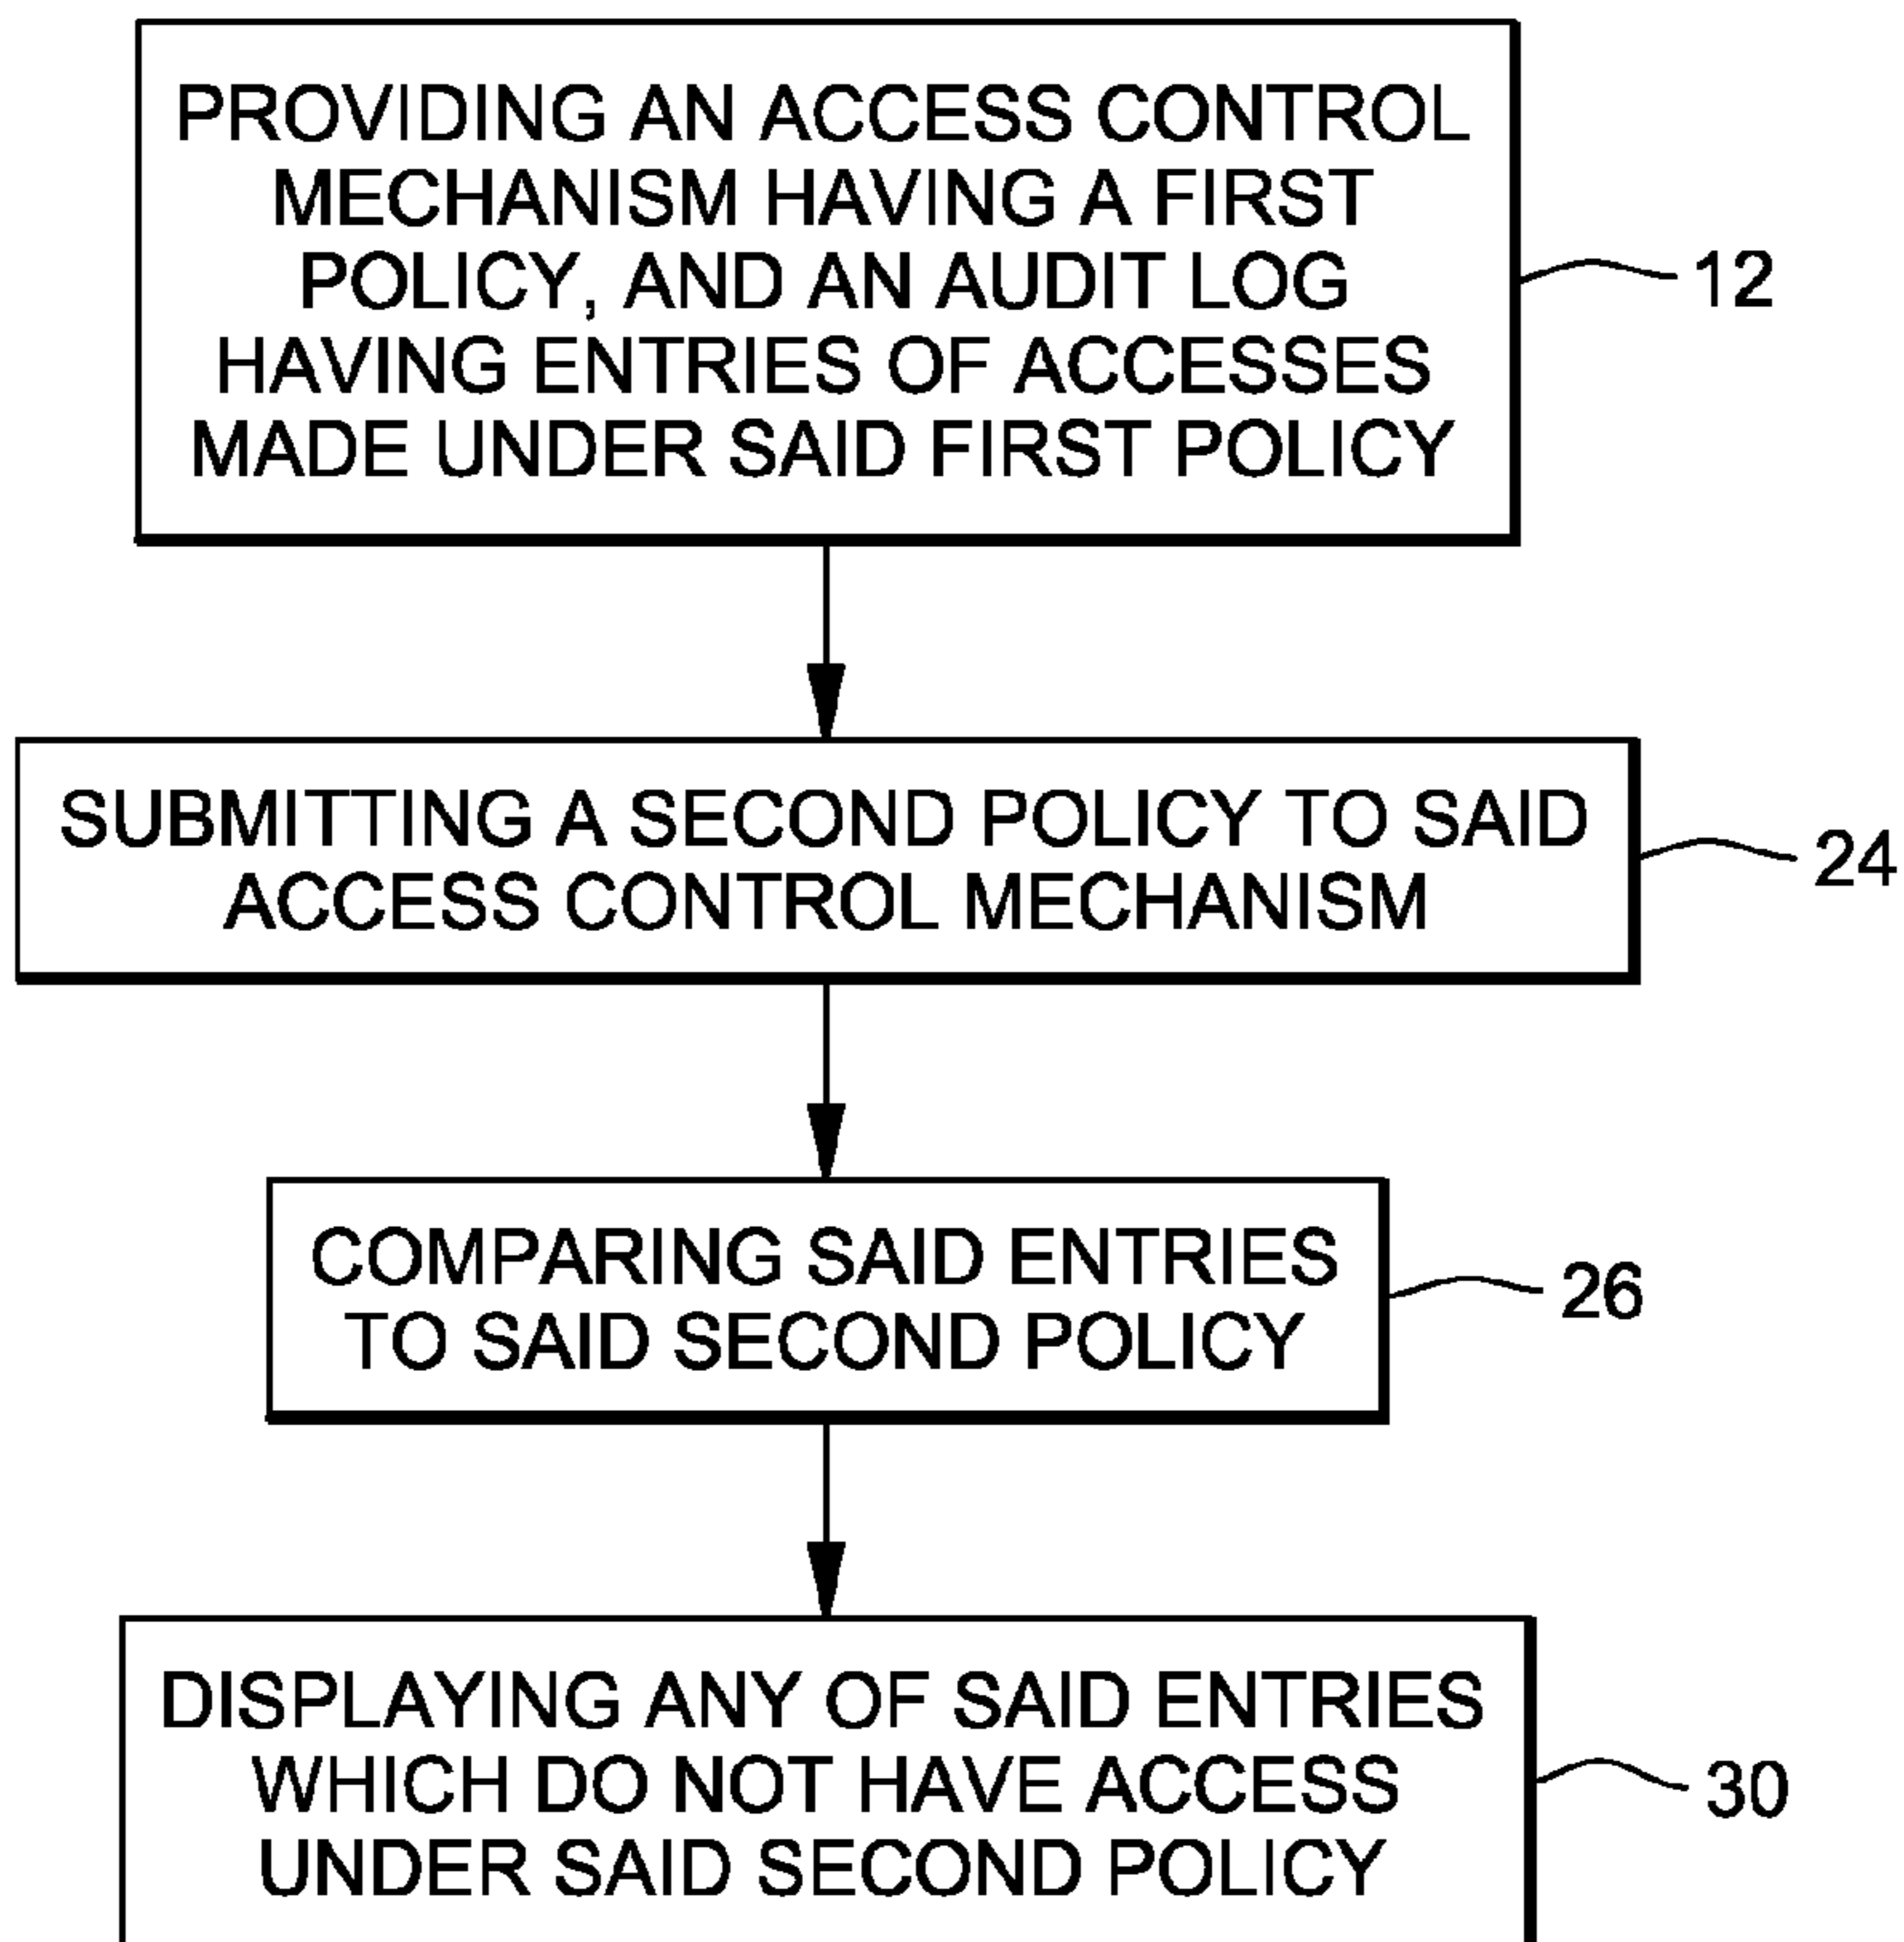 PROVIDING AN ACCESS CONTROL
MECHANISM HAVING A FIRST
POLICY, AND AN AUDIT LOG
HAVING ENTRIES OF ACCESSES
MADE UNDER SAID FIRST POLICY
12
SUBMITTING A SECOND POLICY TO SAID
ACCESS CONTROL MECHANISM
24
COMPARING SAID ENTRIES
TO SAID SECOND POLICY
26
DISPLAYING ANY OF SAID ENTRIES
WHICH DO NOT HAVE ACCESS
UNDER SAID SECOND POLICY
30